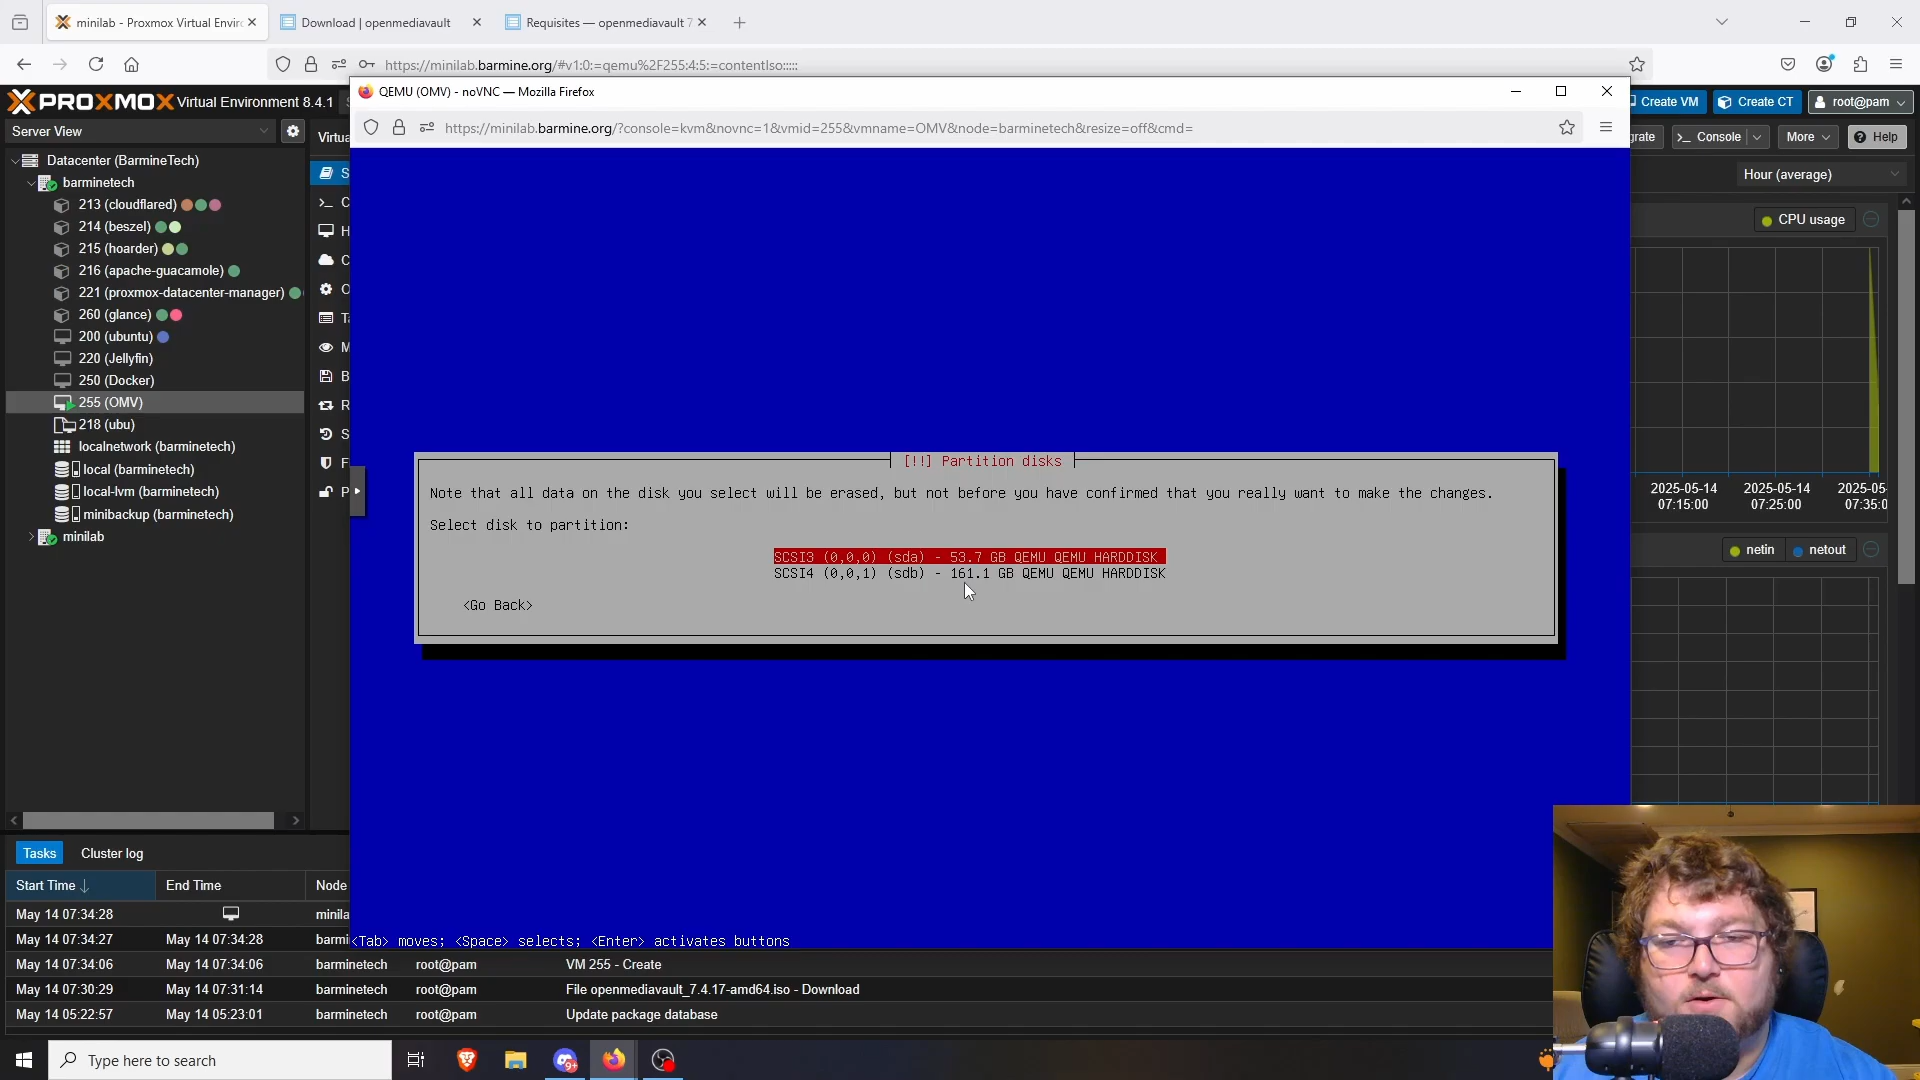 minilab - Proxmox Virtual Envir
Download | openmediavault
Requisites — openmediavault 7
https://minilab.barmine.org/#v1:0:=qemu%2F255:4:5:=contentIso:::::
QEMU (OMV) - noVNC — Mozilla Firefox
PROXMOX Virtual Environment 8.4.1
Create VM
Create CT
root@pam
https://minilab.barmine.org/?console=kvm&novnc=1&vmid=255&vmname=OMV&node=barminetech&resize=off&cmd=
Server View
Virtua
grate
Console
More
Help
Datacenter (BarmineTech)
barminetech
213 (cloudflared)
214 (beszel)
215 (hoarder)
216 (apache-guacamole)
221 (proxmox-datacenter-manager)
260 (glance)
200 (ubuntu)
220 (Jellyfin)
250 (Docker)
255 (OMV)
218 (ubu)
localnetwork (barminetech)
local (barminetech)
local-lvm (barminetech)
minibackup (barminetech)
minilab
S
C
H
C
O
Ta
M
B
R
S
F
P
Hour (average)
CPU usage
2025-05-14
07:15:00
2025-05-14
07:25:00
2025-05-
07:35:0
netin
netout
[!!] Partition disks
Note that all data on the disk you select will be erased, but not before you have confirmed that you really want to make the changes.
Select disk to partition:
SCSI3 (0,0,0) (sda) - 53.7 GB QEMU QEMU HARDDISK
SCSI4 (0,0,1) (sdb) - 161.1 GB QEMU QEMU HARDDISK
<Go Back>
<Tab> moves; <Space> selects; <Enter> activates buttons
Tasks
Cluster log
Start Time
End Time
Node
May 14 07:34:28
minila
May 14 07:34:27
May 14 07:34:28
barmi
May 14 07:34:06
May 14 07:34:06
barminetech
root@pam
VM 255 - Create
May 14 07:30:29
May 14 07:31:14
barminetech
root@pam
File openmediavault_7.4.17-amd64.iso - Download
May 14 05:22:57
May 14 05:23:01
barminetech
root@pam
Update package database
Type here to search
9+